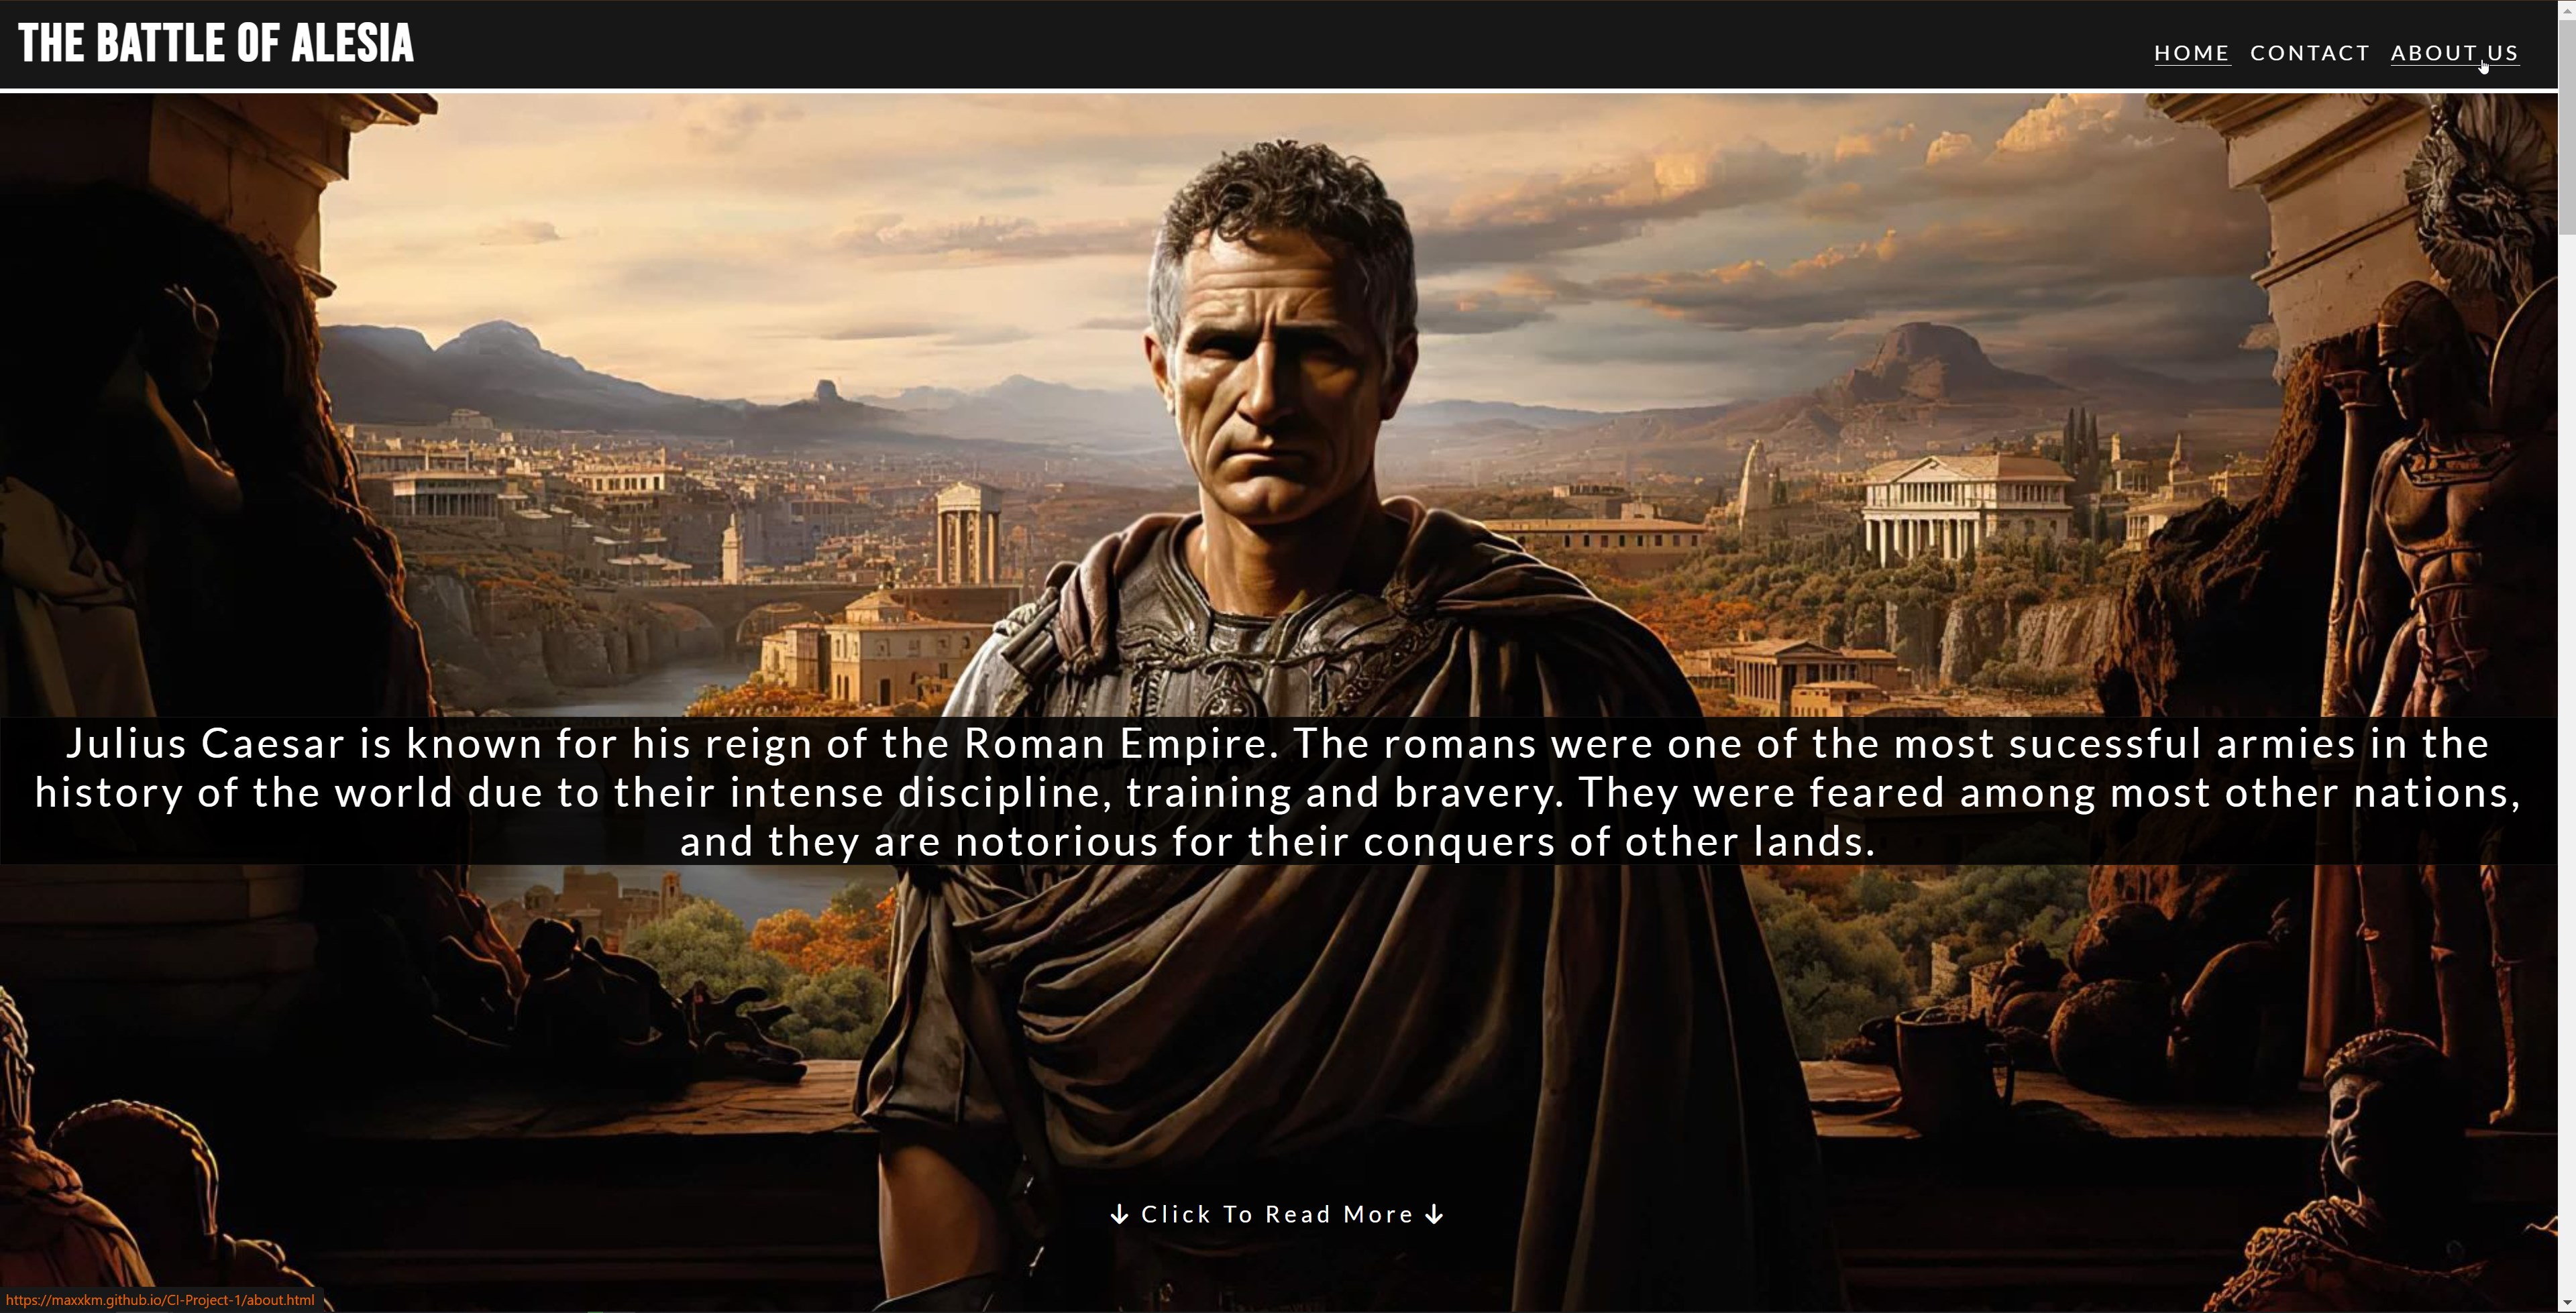 THE BATTLE OF ALESIA
HOME CONTACT ABOUT US
Julius Caesar is known for his reign of the Roman Empire. The romans were one of the most sucessful armies in the
history of the world due to their intense discipline, training and bravery. They were feared among most other nations,
and they are notorious for their conquers of other lands.
↓ Click To Read More ↓
https://maxxkm.github.io/CI-Project-1/about.html